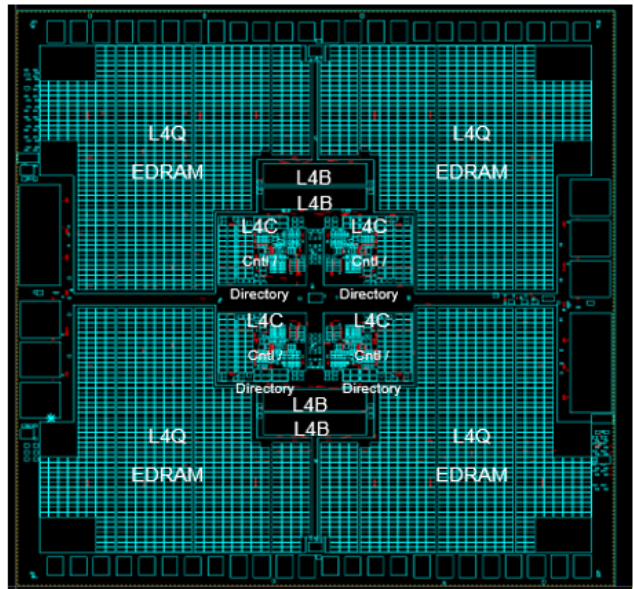 L4Q
EDRAM
L4Q
EDRAM
L4B
L4B
L4C
Cntl /
Directory
L4C
Cntl /
Directory
L4C
Cntl /
Directory
L4C
Cntl /
Directory
L4B
L4B
L4Q
EDRAM
L4Q
EDRAM